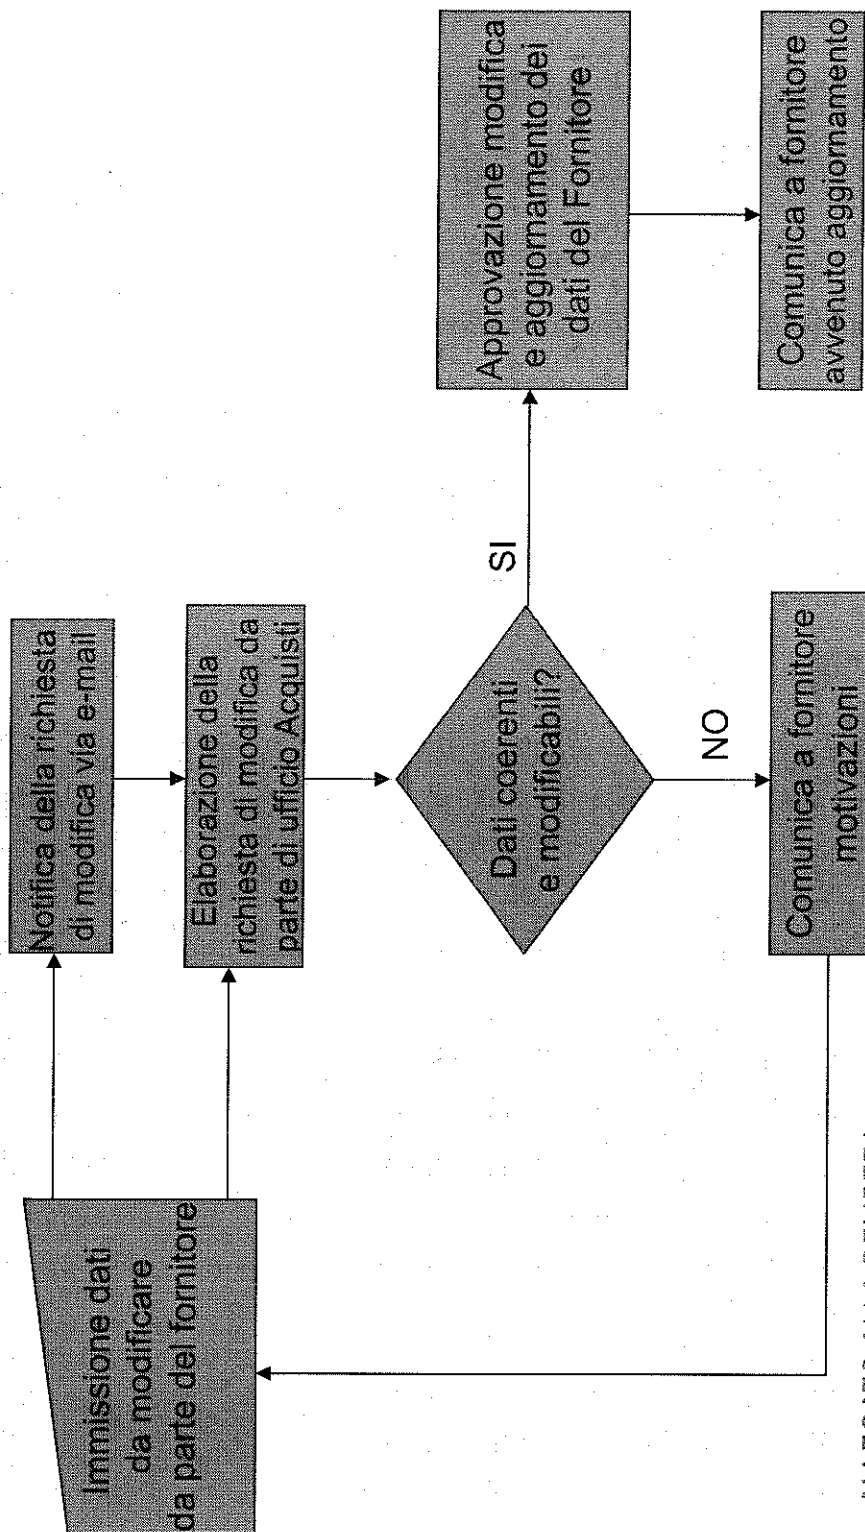 Immissione dati
da modificare
da parte del fornitore
Notifica della richiesta
di modifica via e-mail
Elaborazione della
richiesta di modifica da
parte di ufficio Acquisti
Dati coerenti
e modificabili?
SI
NO
Approvazione modifica
e aggiornamento dei
dati del Fornitore
Comunica a fornitore
avvenuto aggiornamento
Comunica a fornitore
motivazioni